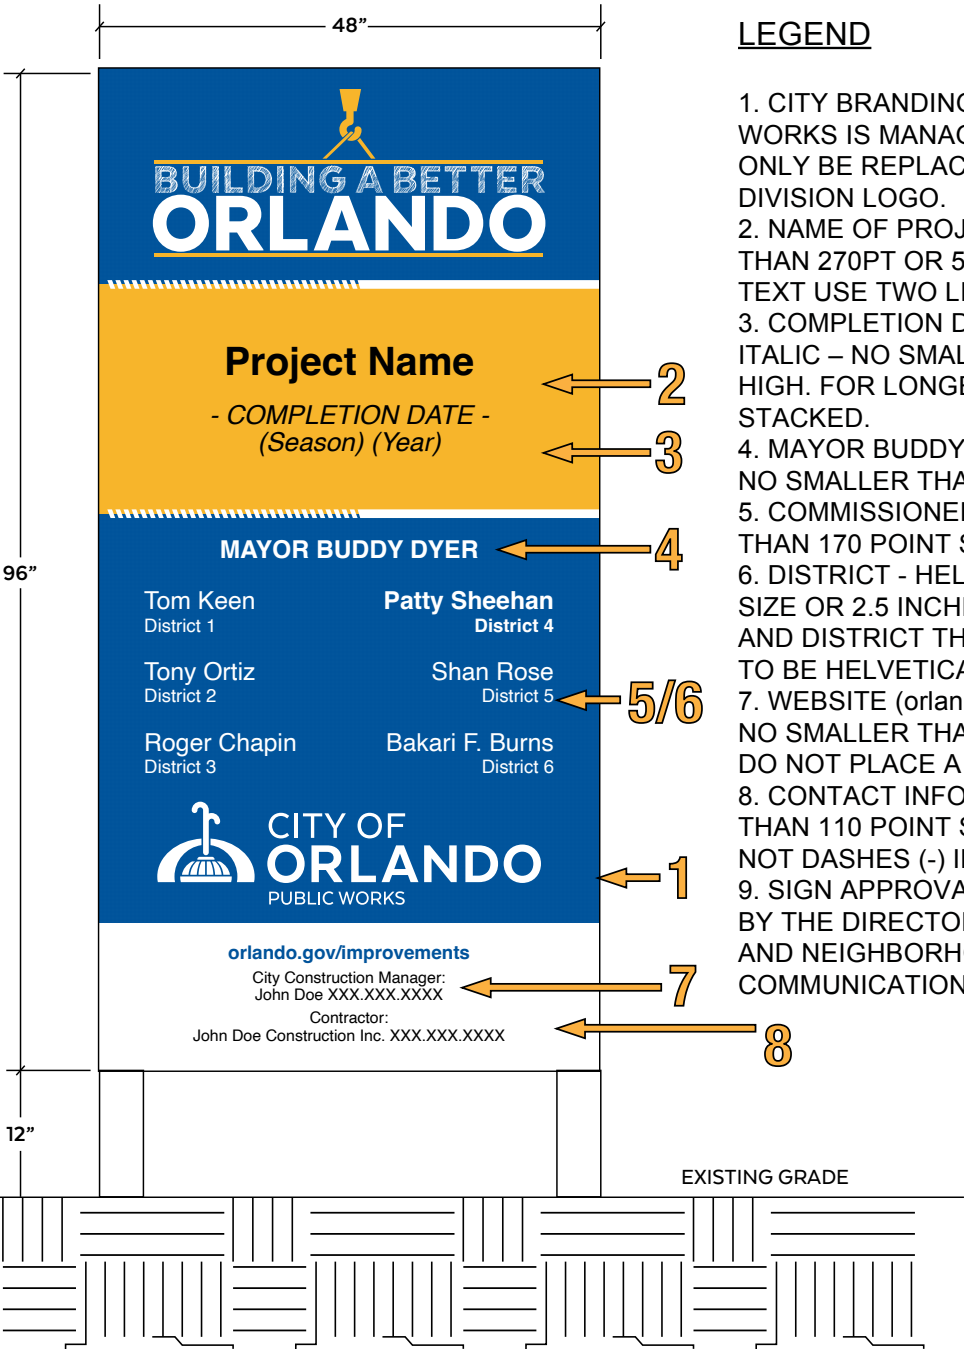 48”
LEGEND
1. CITY BRANDING
WORKS IS MANAG
ONLY BE REPLAC
DIVISION LOGO.
2. NAME OF PROJ
THAN 270PT OR 5
TEXT USE TWO L
3. COMPLETION D
ITALIC – NO SMAL
HIGH. FOR LONGE
STACKED.
4. MAYOR BUDDY
NO SMALLER THA
5. COMMISSIONE
THAN 170 POINT S
6. DISTRICT - HEL
SIZE OR 2.5 INCH
AND DISTRICT TH
TO BE HELVETICA
7. WEBSITE (orlan
NO SMALLER THA
DO NOT PLACE A
8. CONTACT INFO
THAN 110 POINT S
NOT DASHES (-) I
9. SIGN APPROVA
BY THE DIRECTO
AND NEIGHBORH
COMMUNICATION
BUILDING A BETTER
ORLANDO
Project Name
2
- COMPLETION DATE -
(Season) (Year)
3
MAYOR BUDDY DYER
4
96”
Tom Keen
District 1
Patty Sheehan
District 4
Tony Ortiz
District 2
Shan Rose
District 5
5/6
Roger Chapin
District 3
Bakari F. Burns
District 6
CITY OF
ORLANDO
PUBLIC WORKS
1
orlando.gov/improvements
City Construction Manager:
John Doe XXX.XXX.XXXX
7
Contractor:
John Doe Construction Inc. XXX.XXX.XXXX
8
12”
EXISTING GRADE